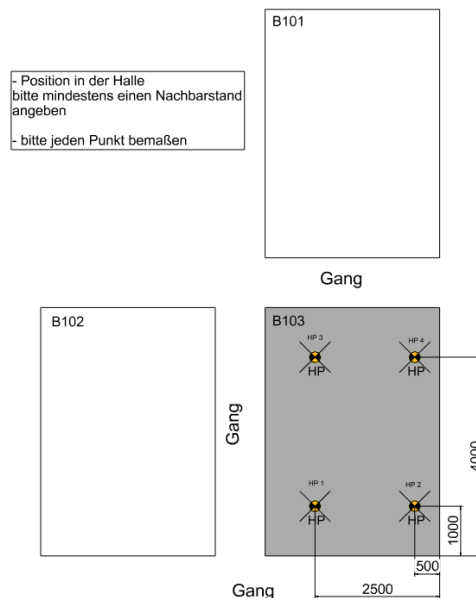 B101
- Position in der Halle
bitte mindestens einen Nachbarstand
angeben
- bitte jeden Punkt bemaßen
Gang
B102
B103
HP 3
HP
HP 4
HP
Gang
4000
HP 1
HP
HP 2
HP
1000
500
Gang
2500